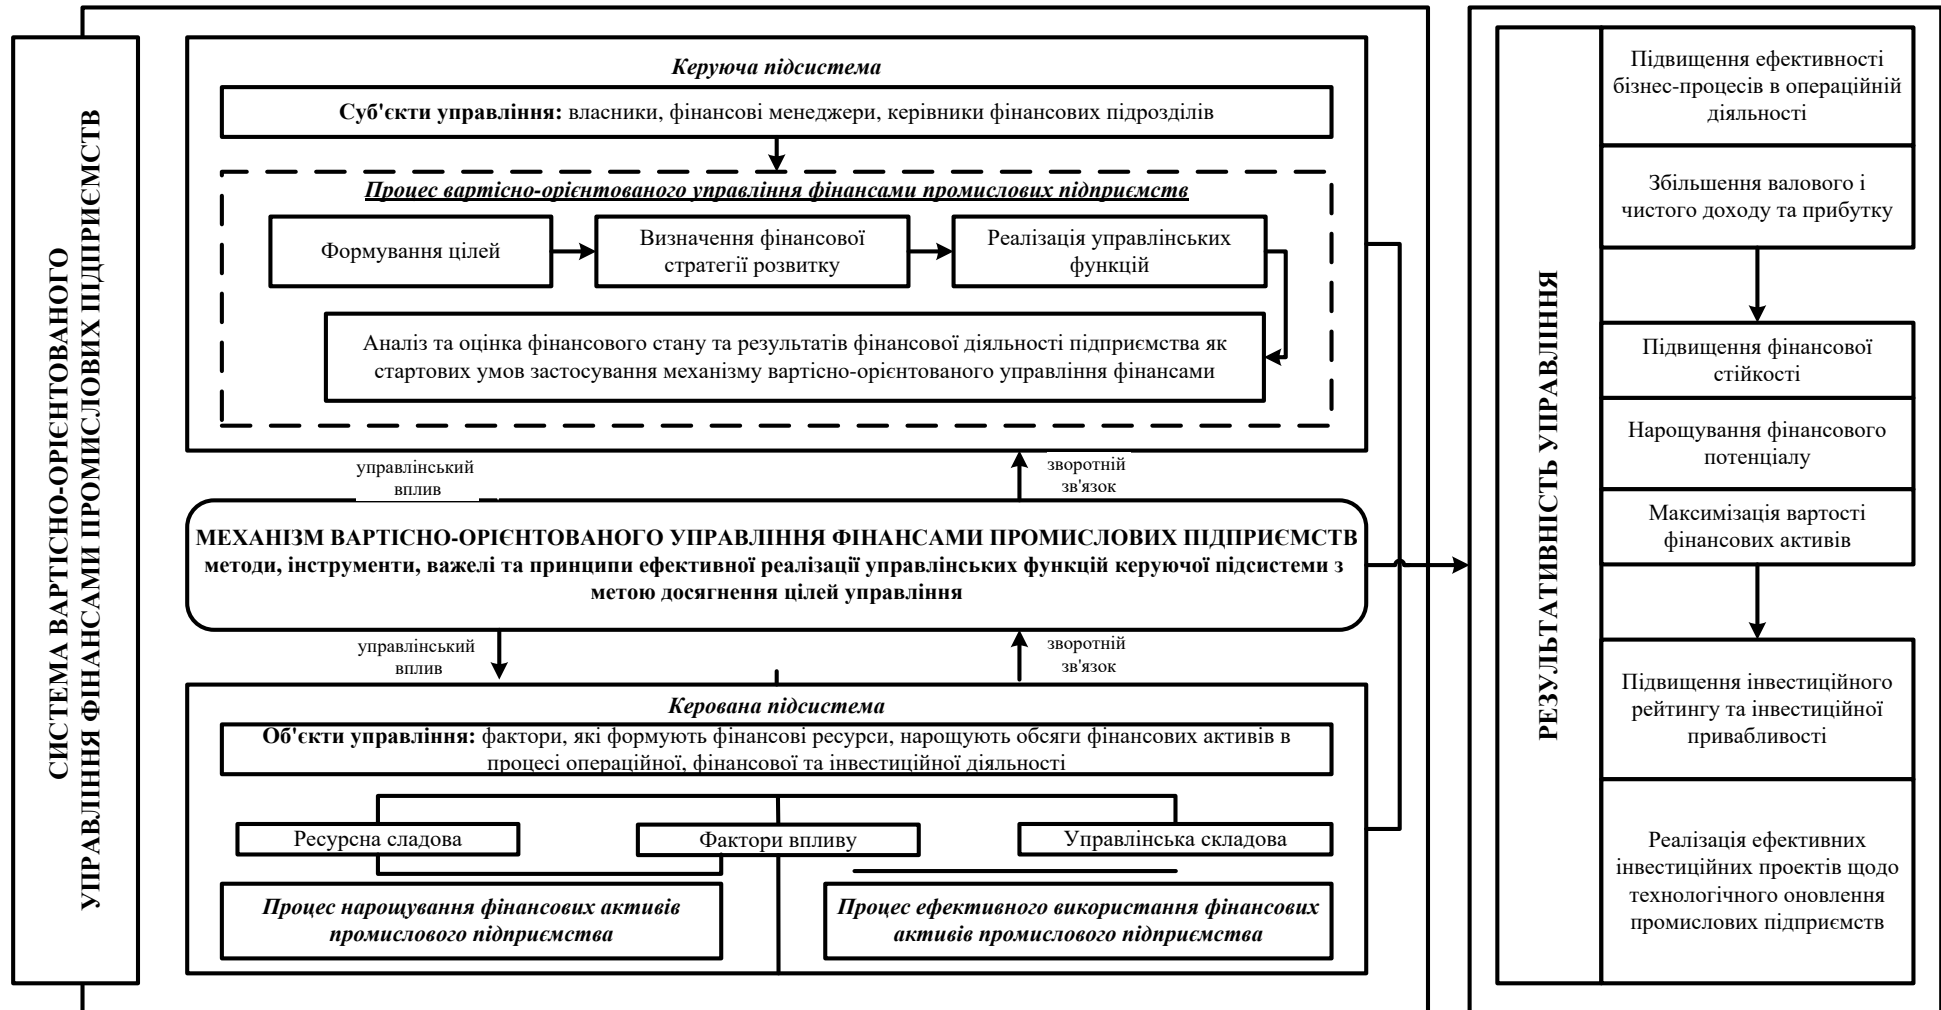 СИСТЕМА ВАРТІСНО-ОРІЄНТОВАНОГО
УПРАВЛІННЯ ФІНАНСАМИ ПРОМИСЛОВИХ ПІДПРИЄМСТВ
Керуюча підсистема
Суб'єкти управління: власники, фінансові менеджери, керівники фінансових підрозділів
Процес вартісно-орієнтованого управління фінансами промислових підприємств
Формування цілей
Визначення фінансової
стратегії розвитку
Реалізація управлінських
функцій
Аналіз та оцінка фінансового стану та результатів фінансової діяльності підприємства як
стартових умов застосування механізму вартісно-орієнтованого управління фінансами
управлінський
вплив
зворотній
зв'язок
МЕХАНІЗМ ВАРТІСНО-ОРІЄНТОВАНОГО УПРАВЛІННЯ ФІНАНСАМИ ПРОМИСЛОВИХ ПІДПРИЄМСТВ
методи, інструменти, важелі та принципи ефективної реалізації управлінських функцій керуючої підсистеми з
метою досягнення цілей управління
управлінський
вплив
зворотній
зв'язок
Керована підсистема
Об'єкти управління: фактори, які формують фінансові ресурси, нарощують обсяги фінансових активів в
процесі операційної, фінансової та інвестиційної діяльності
Ресурсна сладова
Фактори впливу
Управлінська складова
Процес нарощування фінансових активів
промислового підприємства
Процес ефективного використання фінансових
активів промислового підприємства
РЕЗУЛЬТАТИВНІСТЬ УПРАВЛІННЯ
Підвищення ефективності
бізнес-процесів в операційній
діяльності
Збільшення валового і
чистого доходу та прибутку
Підвищення фінансової
стійкості
Нарощування фінансового
потенціалу
Максимізація вартості
фінансових активів
Підвищення інвестиційного
рейтингу та інвестиційної
привабливості
Реалізація ефективних
інвестиційних проектів щодо
технологічного оновлення
промислових підприємств